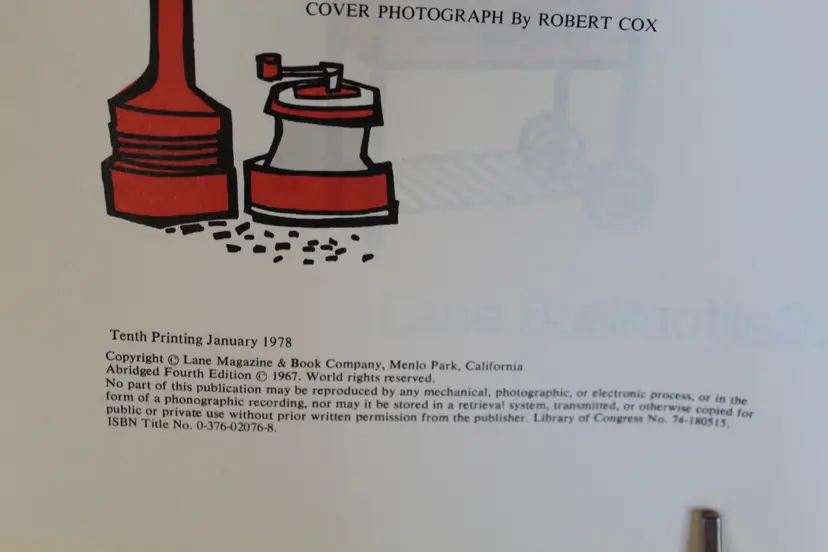 COVER PHOTOGRAPH By ROBERT COX
Tenth Printing January 1978
Copyright © Lane Magazine & Book Company, Menlo Park, California
Abridged Fourth Edition © 1967. World rights reserved.
No part of this publication may be reproduced by any mechanical, photographic, or electronic process, or in the
form of a phonographic recording, nor may it be stored in a retrieval system, transmitted, or otherwise copied for
public or private use without prior written permission from the publisher. Library of Congress No. 74-180515.
ISBN Title No. 0-376-02076-8.